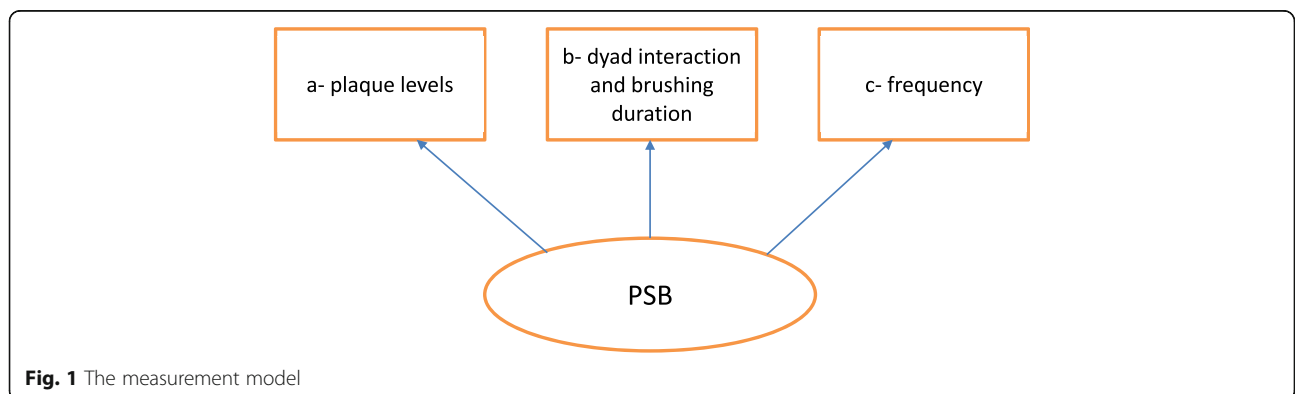 a- plaque levels
b- dyad interaction
and brushing
duration
c- frequency
PSB
Fig. 1 The measurement model